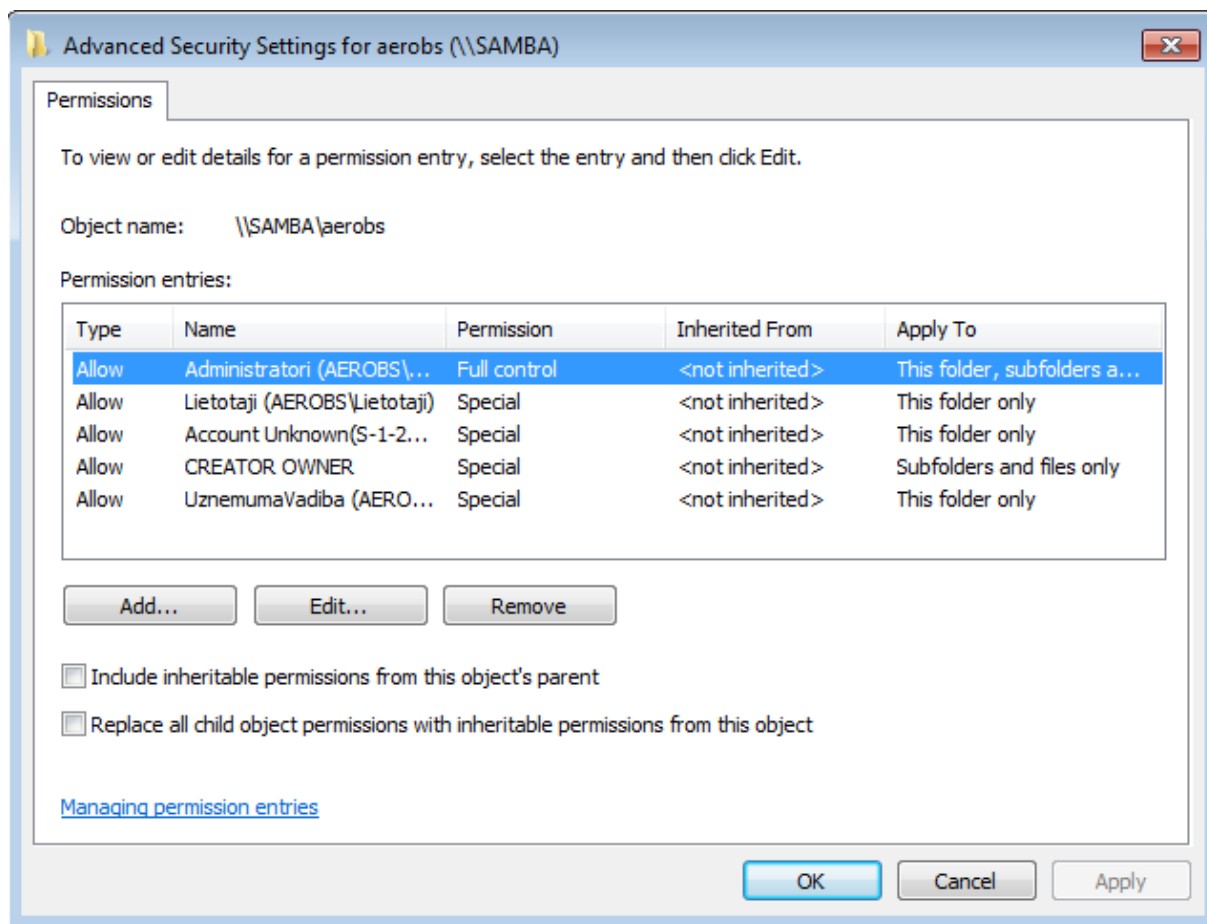 Advanced Security Settings for aerobs (\\SAMBA)
Permissions
To view or edit details for a permission entry, select the entry and then click Edit.
Object name: \\SAMBA\aerobs
Permission entries:
Type Name Permission Inherited From Apply To
Allow Administratori (AEROBS\... Full control <not inherited> This folder, subfolders a...
Allow Lietotaji (AEROBS\Lietotaji) Special <not inherited> This folder only
Allow Account Unknown(S-1-2... Special <not inherited> This folder only
Allow CREATOR OWNER Special <not inherited> Subfolders and files only
Allow UznemumaVadiba (AERO... Special <not inherited> This folder only
Add... Edit... Remove
Include inheritable permissions from this object's parent
Replace all child object permissions with inheritable permissions from this object
Managing permission entries
OK Cancel Apply